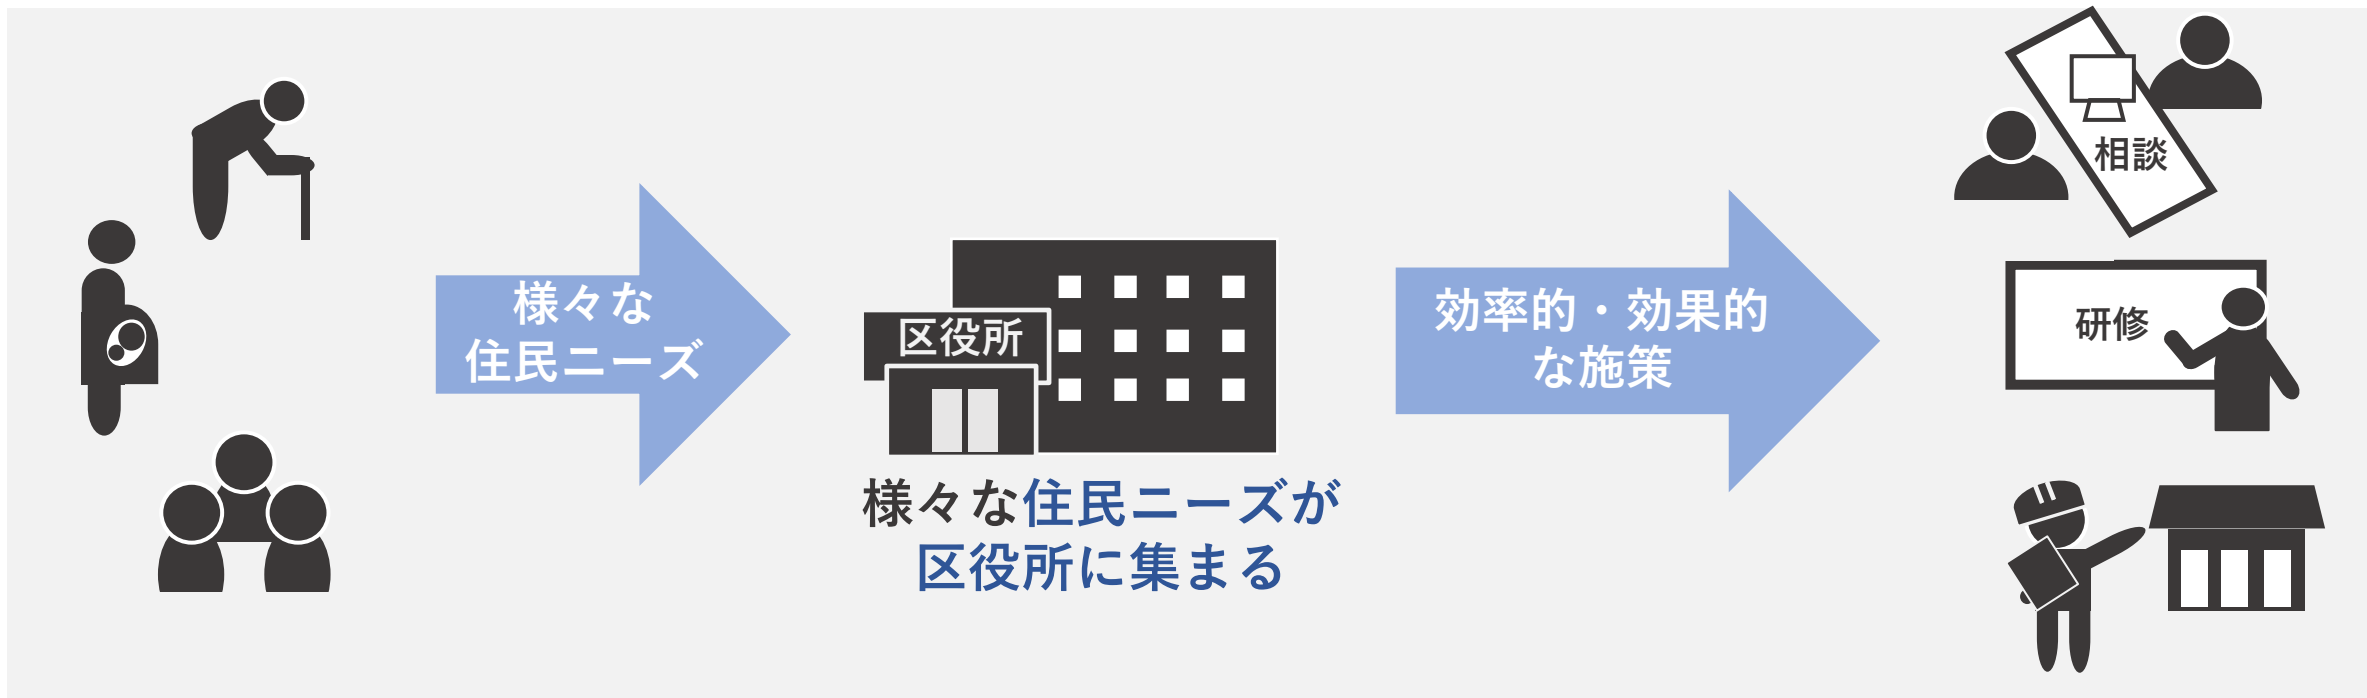 様々な
住民ニーズ
区役所
様々な住民ニーズが
区役所に集まる
効率的・効果的
な施策
相談
研修